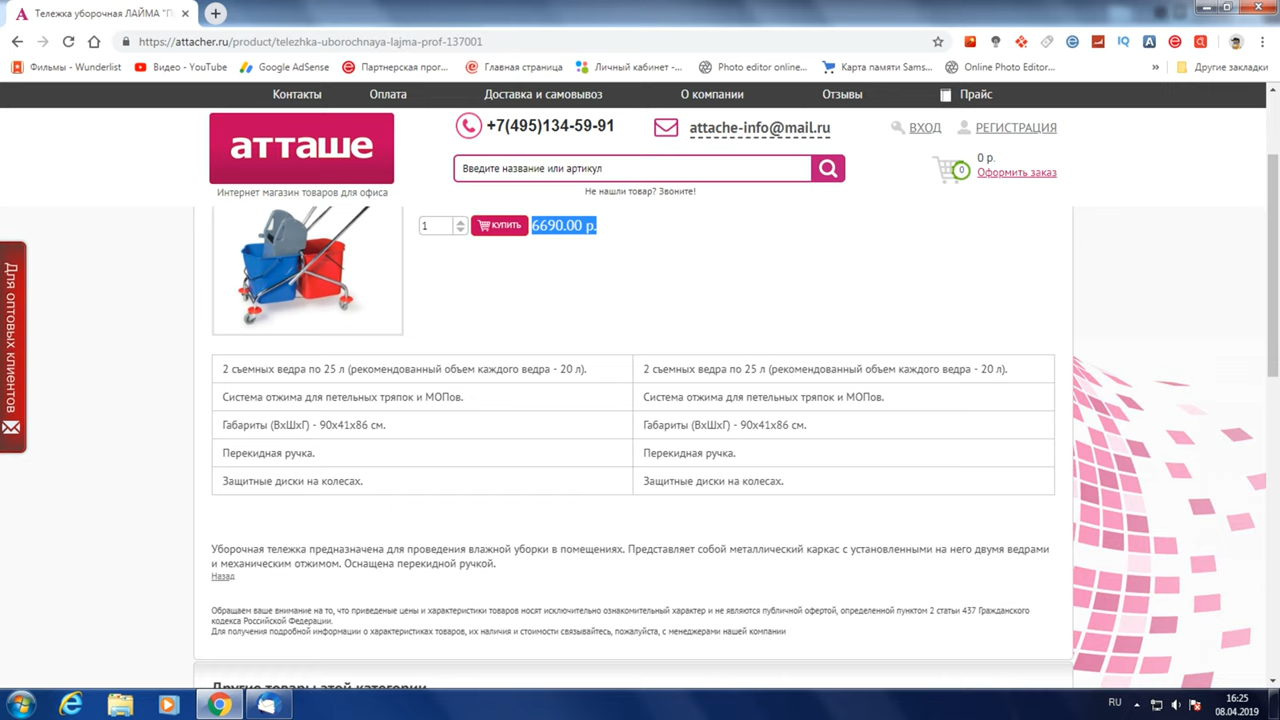 Тележка уборочная ЛАЙМА "П
https://attacher.ru/product/telezhka-uborochnaya-lajma-prof-137001
Фильмы - Wunderlist
Видео - YouTube
Google AdSense
Партнерская прог...
Главная страница
Личный кабинет -...
Photo editor online...
Карта памяти Sams...
Online Photo Editor...
»
Другие закладки
Контакты
Оплата
Доставка и самовывоз
О компании
Отзывы
Прайс
атташе
Интернет магазин товаров для офиса
+7(495)134-59-91
attache-info@mail.ru
ВХОД
РЕГИСТРАЦИЯ
Введите название или артикул
Не нашли товар? Звоните!
0
0 р.
Оформить заказ
Для оптовых клиентов
1
КУПИТЬ
6690.00 р.
2 съемных ведра по 25 л (рекомендованный объем каждого ведра - 20 л).
2 съемных ведра по 25 л (рекомендованный объем каждого ведра - 20 л).
Система отжима для петельных тряпок и МОПов.
Система отжима для петельных тряпок и МОПов.
Габариты (ВхШхГ) - 90х41х86 см.
Габариты (ВхШхГ) - 90х41х86 см.
Перекидная ручка.
Перекидная ручка.
Защитные диски на колесах.
Защитные диски на колесах.
Уборочная тележка предназначена для проведения влажной уборки в помещениях. Представляет собой металлический каркас с установленными на него двумя ведрами
и механическим отжимом. Оснащена перекидной ручкой.
Назад
Обращаем ваше внимание на то, что приведеные цены и характеристики товаров носят исключительно ознакомительный характер и не являются публичной офертой, определенной пунктом 2 статьи 437 Гражданского
кодекса Российской Федерации.
Для получения подробной информации о характеристиках товаров, их наличия и стоимости связывайтесь, пожалуйста, с менеджерами нашей компании
Другие товары этой категории
RU
16:25
08.04.2019